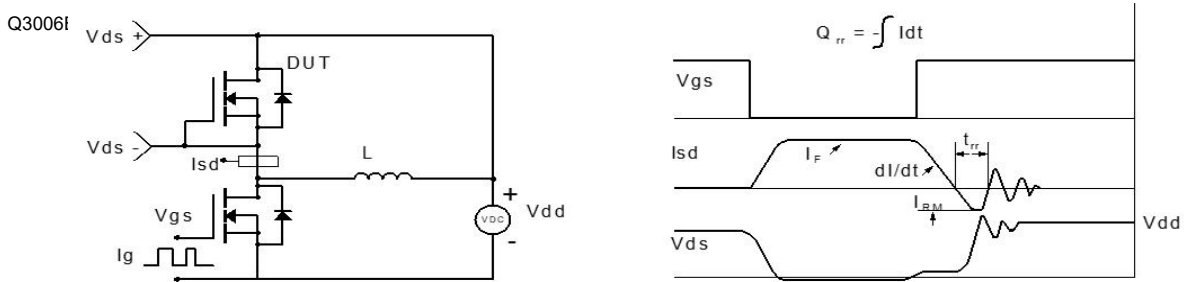 Q3006
Vds +
DUT
Vds -
Isd
L
Vgs
Ig
+
VDC
-
Vdd
Q rr = -∫ Idt
Vgs
Isd
I F
dI/dt
t rr
I RM
Vds
Vdd